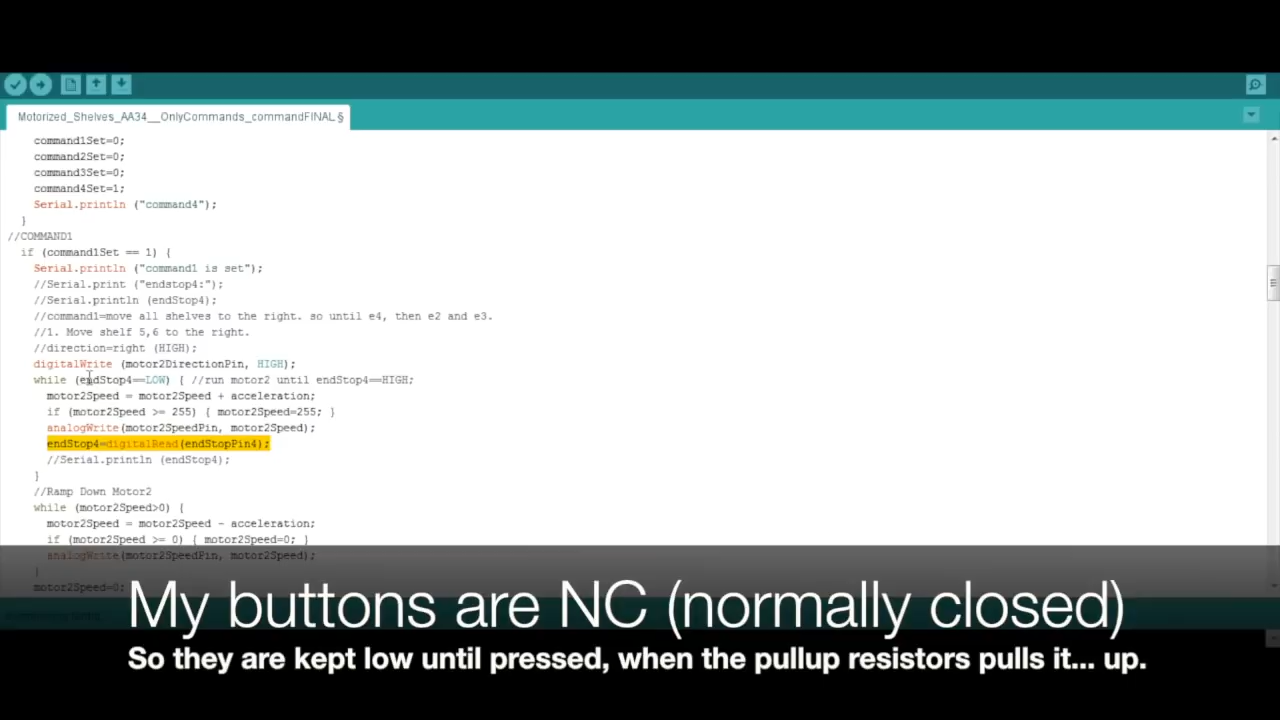 Motorized_Shelves_AA34__OnlyCommands_commandFINAL §
command1Set=0;
command2Set=0;
command3Set=0;
command4Set=1;
Serial.println ("command4");
}
//COMMAND1
if (command1Set == 1) {
Serial.println ("command1 is set");
//Serial.print ("endstop4:");
//Serial.println (endStop4);
//command1=move all shelves to the right. so until e4, then e2 and e3.
//1. Move shelf 5,6 to the right.
//direction=right (HIGH);
digitalWrite (motor2DirectionPin, HIGH);
while (endStop4==LOW) { //run motor2 until endStop4==HIGH;
motor2Speed = motor2Speed + acceleration;
if (motor2Speed >= 255) { motor2Speed=255; }
analogWrite(motor2SpeedPin, motor2Speed);
endStop4=digitalRead(endStopPin4);
//Serial.println (endStop4);
}
//Ramp Down Motor2
while (motor2Speed>0) {
motor2Speed = motor2Speed - acceleration;
if (motor2Speed >= 0) { motor2Speed=0; }
analogWrite(motor2SpeedPin, motor2Speed);
}
motor2Speed=0;
My buttons are NC (normally closed)
So they are kept low until pressed, when the pullup resistors pulls it... up.